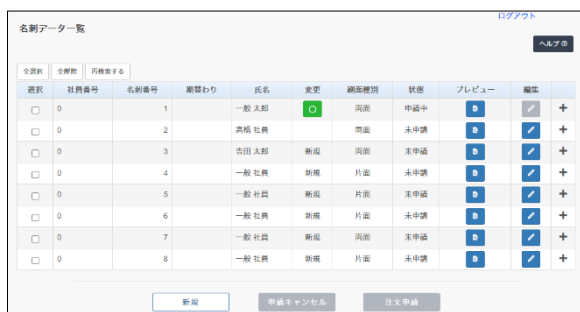 ログアウト
名刺データ一覧
ヘルプ
全選択 全解除 再検索する
選択 社員番号 名刺番号 期替わり 氏名 変更 刷面種別 状態 プレビュー 編集
0 1 一般 太郎 両面 申請中 +
0 2 高橋 社員 両面 未申請 +
0 3 吉田 太郎 新規 両面 未申請 +
0 4 一般 社員 新規 片面 未申請 +
0 5 一般 社員 新規 片面 未申請 +
0 6 一般 社員 新規 片面 未申請 +
0 7 一般 社員 新規 両面 未申請 +
0 8 一般 社員 新規 片面 未申請 +
新規 申請キャンセル 注文申請